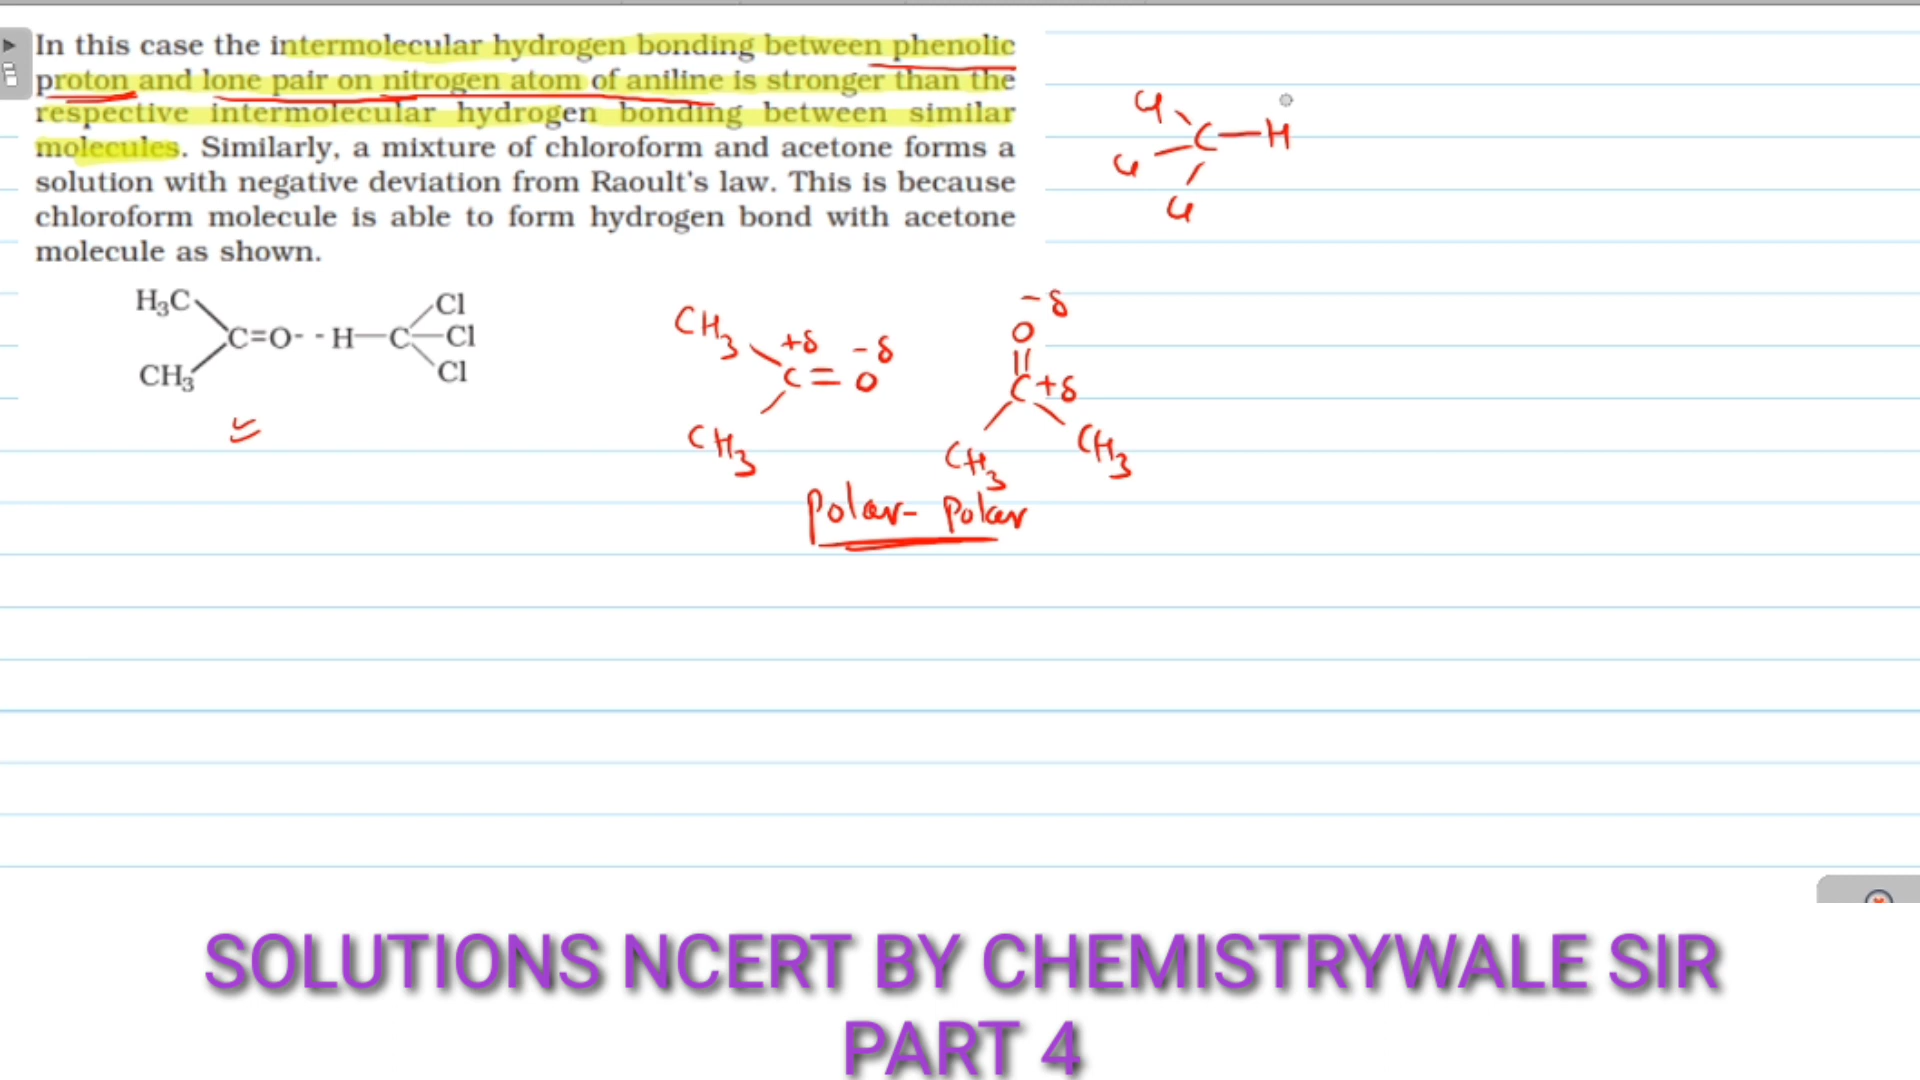 In this case the intermolecular hydrogen bonding between phenolic
proton and lone pair on nitrogen atom of aniline is stronger than the
respective intermolecular hydrogen bonding between similar
molecules. Similarly, a mixture of chloroform and acetone forms a
solution with negative deviation from Raoult's law. This is because
chloroform molecule is able to form hydrogen bond with acetone
molecule as shown.
H₃C
Cl
C=O- - H—C—Cl
CH₃
Cl
Cl
C—H
Cl
Cl
CH₃
+δ -δ
C=O
CH₃
-δ
O
||
C+δ
CH₃ CH₃
Polar- Polar
SOLUTIONS NCERT BY CHEMISTRYWALE SIR
PART 4